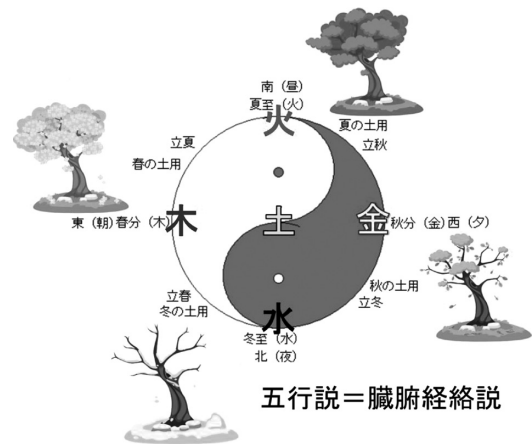 南（昼）
夏至（火）
火
夏の土用
立秋
立夏
春の土用
東（朝）春分（木）
木
土
金
秋分（金）西（夕）
秋の土用
立冬
立春
冬の土用
水
冬至（水）
北（夜）
五行説＝臓腑経絡説